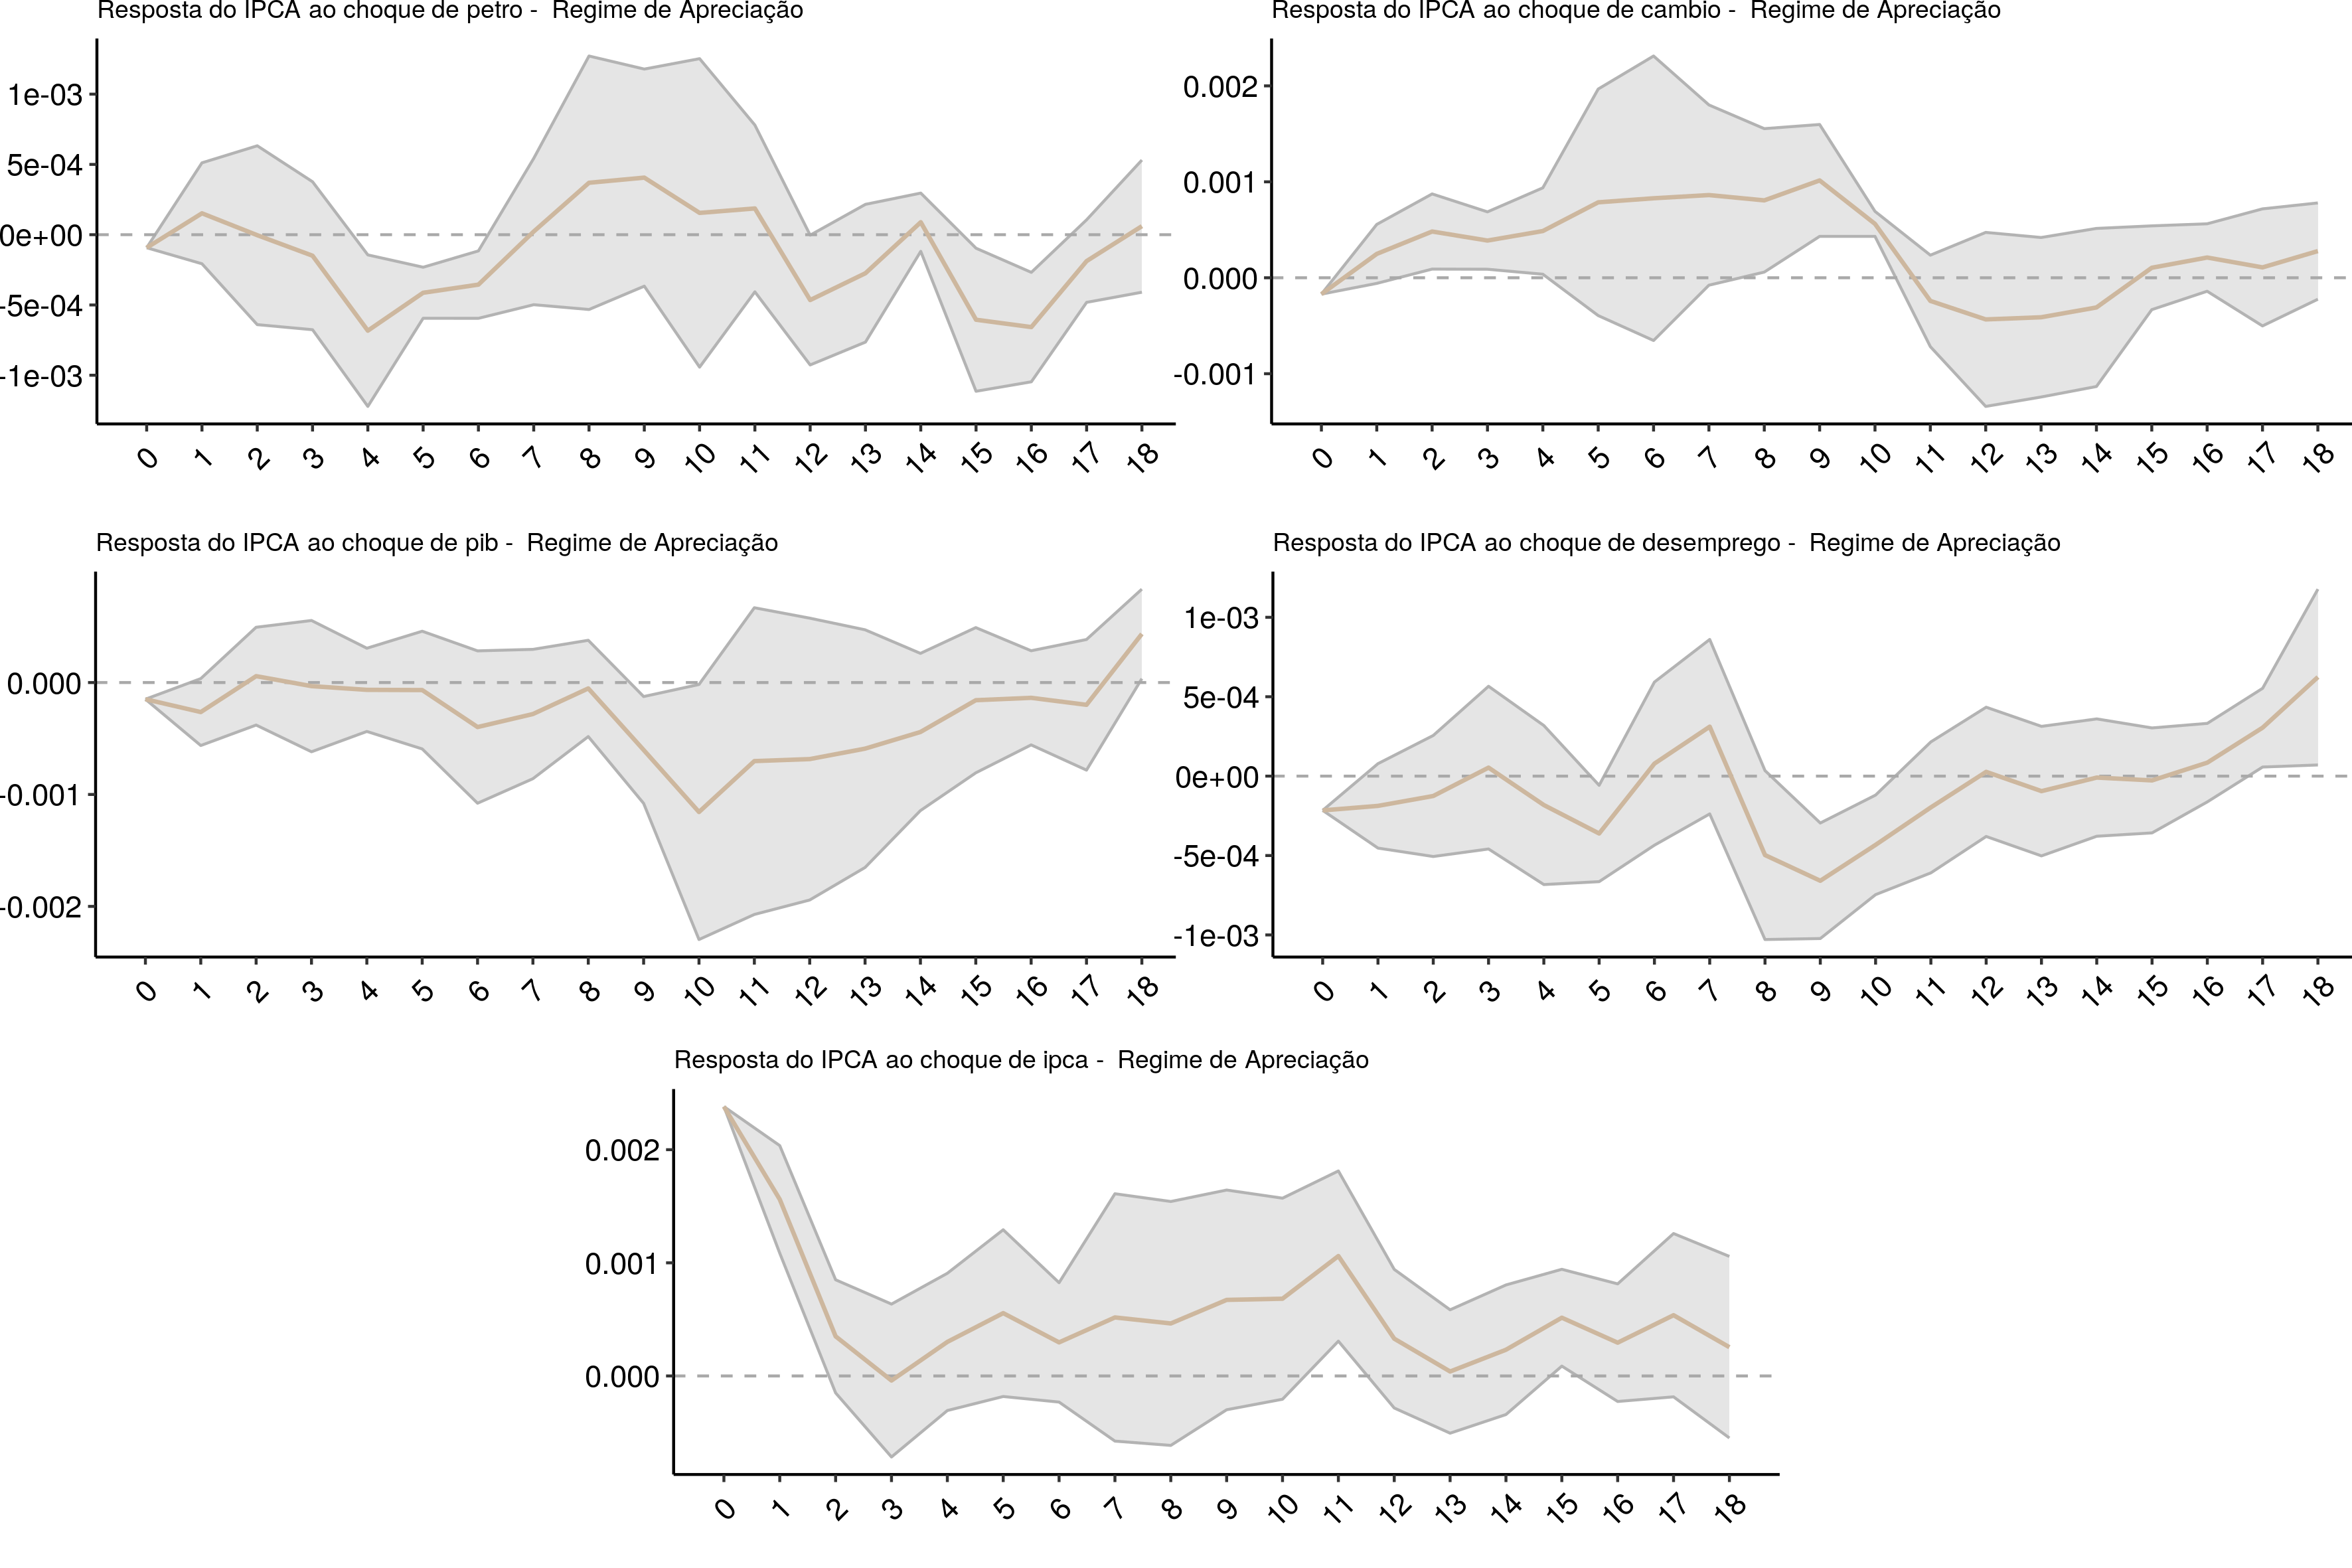 Resposta do IPCA ao choque de petro -  Regime de Apreciação
1e-03
5e-04
0e+00
-5e-04
-1e-03
0 1 2 3 4 5 6 7 8 9 10 11 12 13 14 15 16 17 18
Resposta do IPCA ao choque de cambio -  Regime de Apreciação
0.002
0.001
0.000
-0.001
0 1 2 3 4 5 6 7 8 9 10 11 12 13 14 15 16 17 18
Resposta do IPCA ao choque de pib -  Regime de Apreciação
0.000
-0.001
-0.002
0 1 2 3 4 5 6 7 8 9 10 11 12 13 14 15 16 17 18
Resposta do IPCA ao choque de desemprego -  Regime de Apreciação
1e-03
5e-04
0e+00
-5e-04
-1e-03
0 1 2 3 4 5 6 7 8 9 10 11 12 13 14 15 16 17 18
Resposta do IPCA ao choque de ipca -  Regime de Apreciação
0.002
0.001
0.000
0 1 2 3 4 5 6 7 8 9 10 11 12 13 14 15 16 17 18